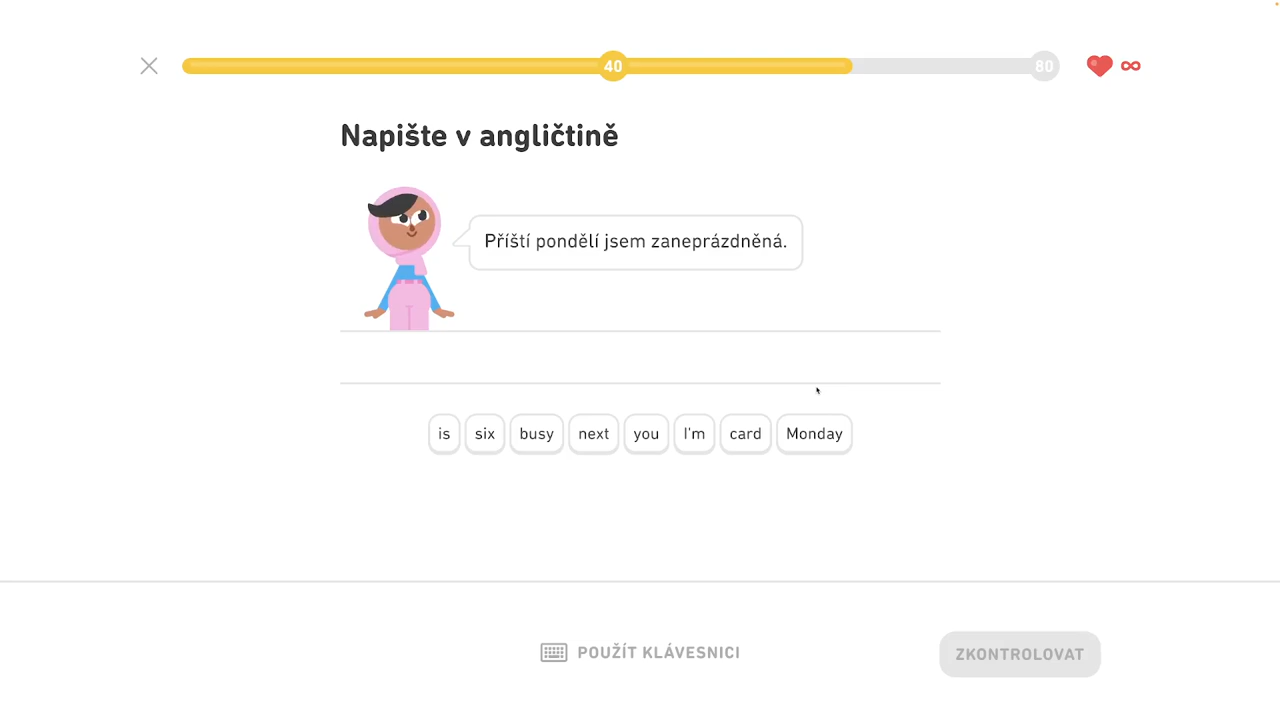 40
80
∞
Napište v angličtině
Příští pondělí jsem zaneprázdněná.
is six busy next you I'm card Monday
POUŽÍT KLÁVESNICI
ZKONTROLOVAT